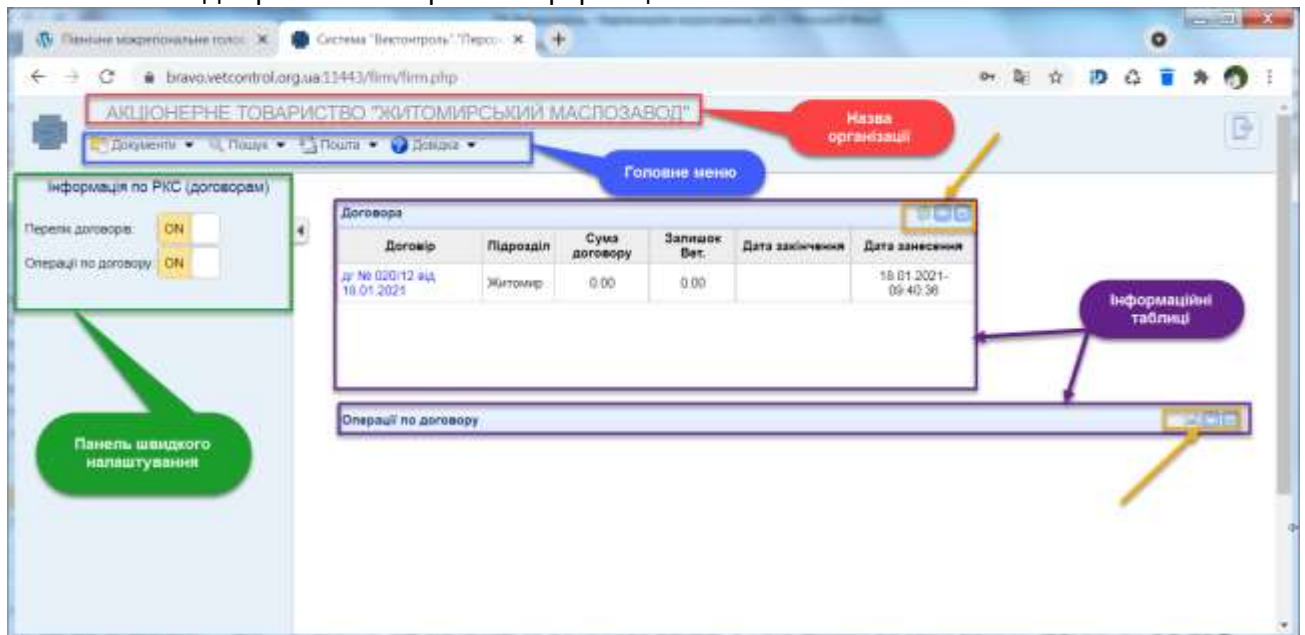 Система "Вектонтроль"."Персо
bravo.vetcontrol.org.ua:11443/firm/firm.php
АКЦІОНЕРНЕ ТОВАРИСТВО "ЖИТОМИРСЬКИЙ МАСЛОЗАВОД"
Назва
організації
Документи Пошук Пошта Довідка
Головне меню
Інформація по РКС (договорам)
Перелік договорів: ON
Операції по договору: ON
Договора
Договір Підрозділ Сума договору Залишок Вет. Дата закінчення Дата занесення
дг № 020/12 від 18.01.2021 Житомир 0.00 0.00 18.01.2021-09:40:36
Інформаційні
таблиці
Операції по договору
Панель швидкого
налаштування